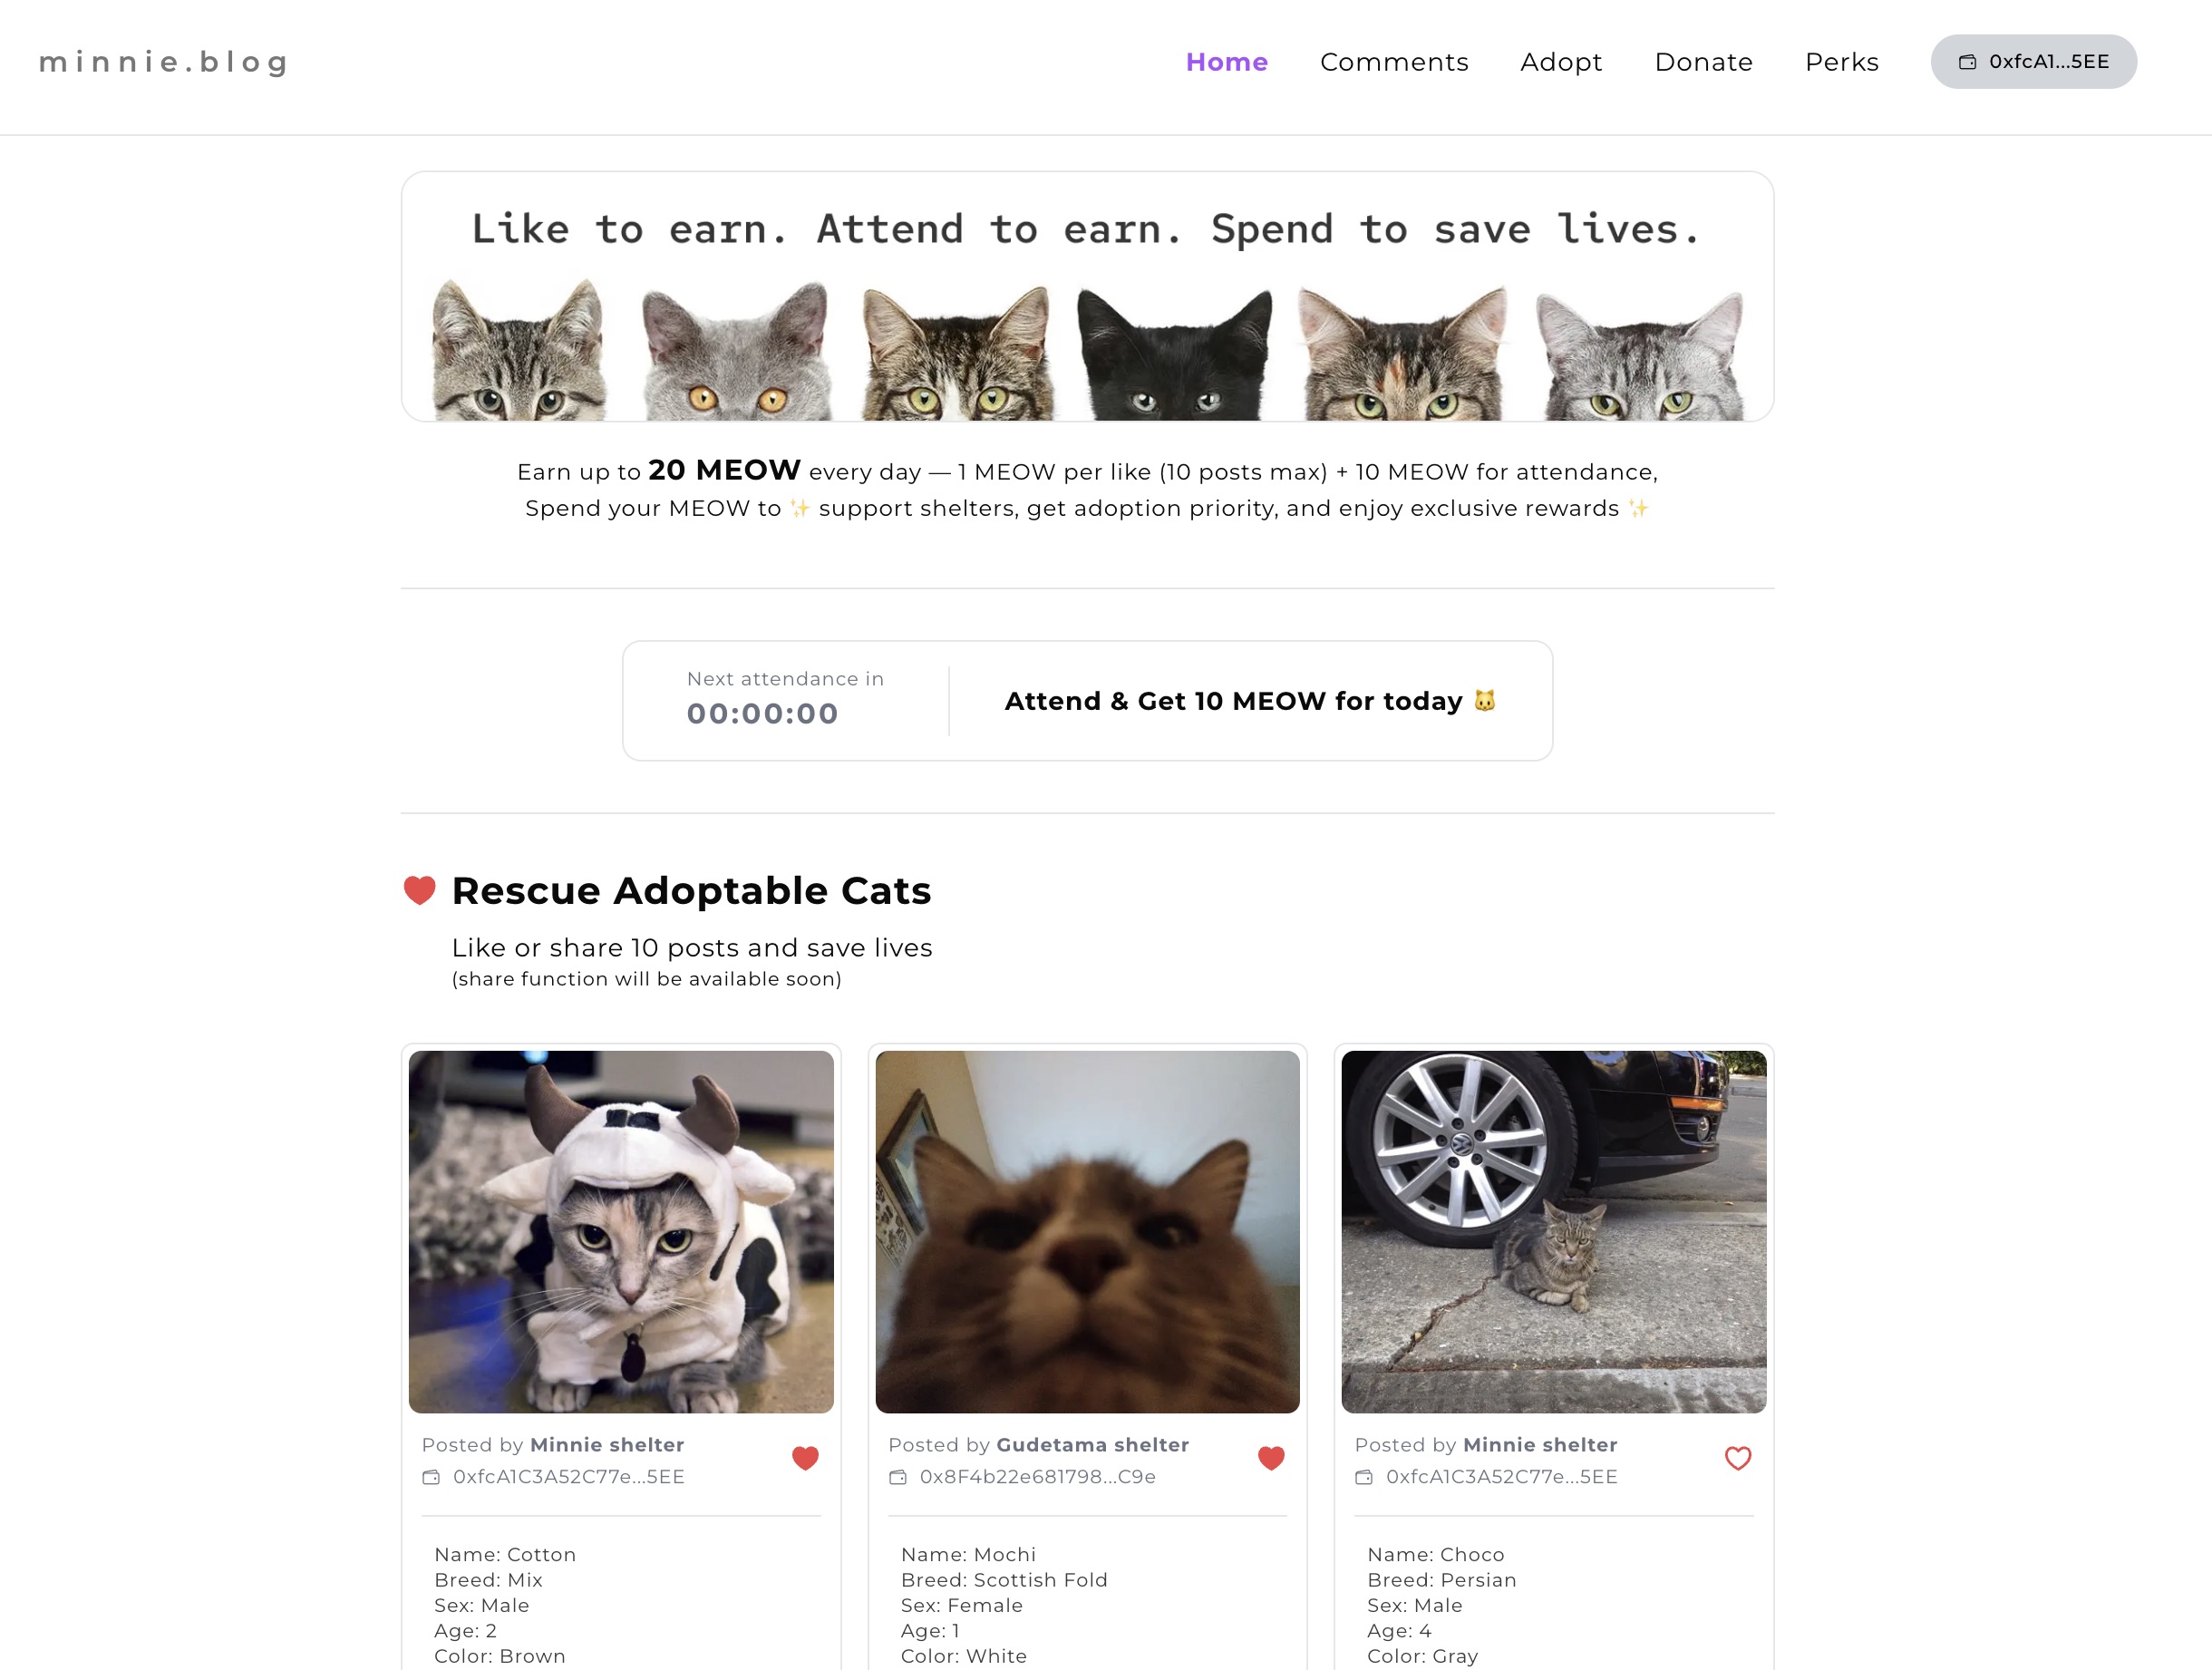 minnie.blog
Home
Comments
Adopt
Donate
Perks
0xfcA1...5EE
Like to earn. Attend to earn. Spend to save lives.
Earn up to 20 MEOW every day — 1 MEOW per like (10 posts max) + 10 MEOW for attendance,
Spend your MEOW to ✨ support shelters, get adoption priority, and enjoy exclusive rewards ✨
Next attendance in
00:00:00
Attend & Get 10 MEOW for today 🐱
Rescue Adoptable Cats
Like or share 10 posts and save lives
(share function will be available soon)
Posted by Minnie shelter
0xfcA1C3A52C77e...5EE
Name: Cotton
Breed: Mix
Sex: Male
Age: 2
Color: Brown
Posted by Gudetama shelter
0x8F4b22e681798...C9e
Name: Mochi
Breed: Scottish Fold
Sex: Female
Age: 1
Color: White
Posted by Minnie shelter
0xfcA1C3A52C77e...5EE
Name: Choco
Breed: Persian
Sex: Male
Age: 4
Color: Gray